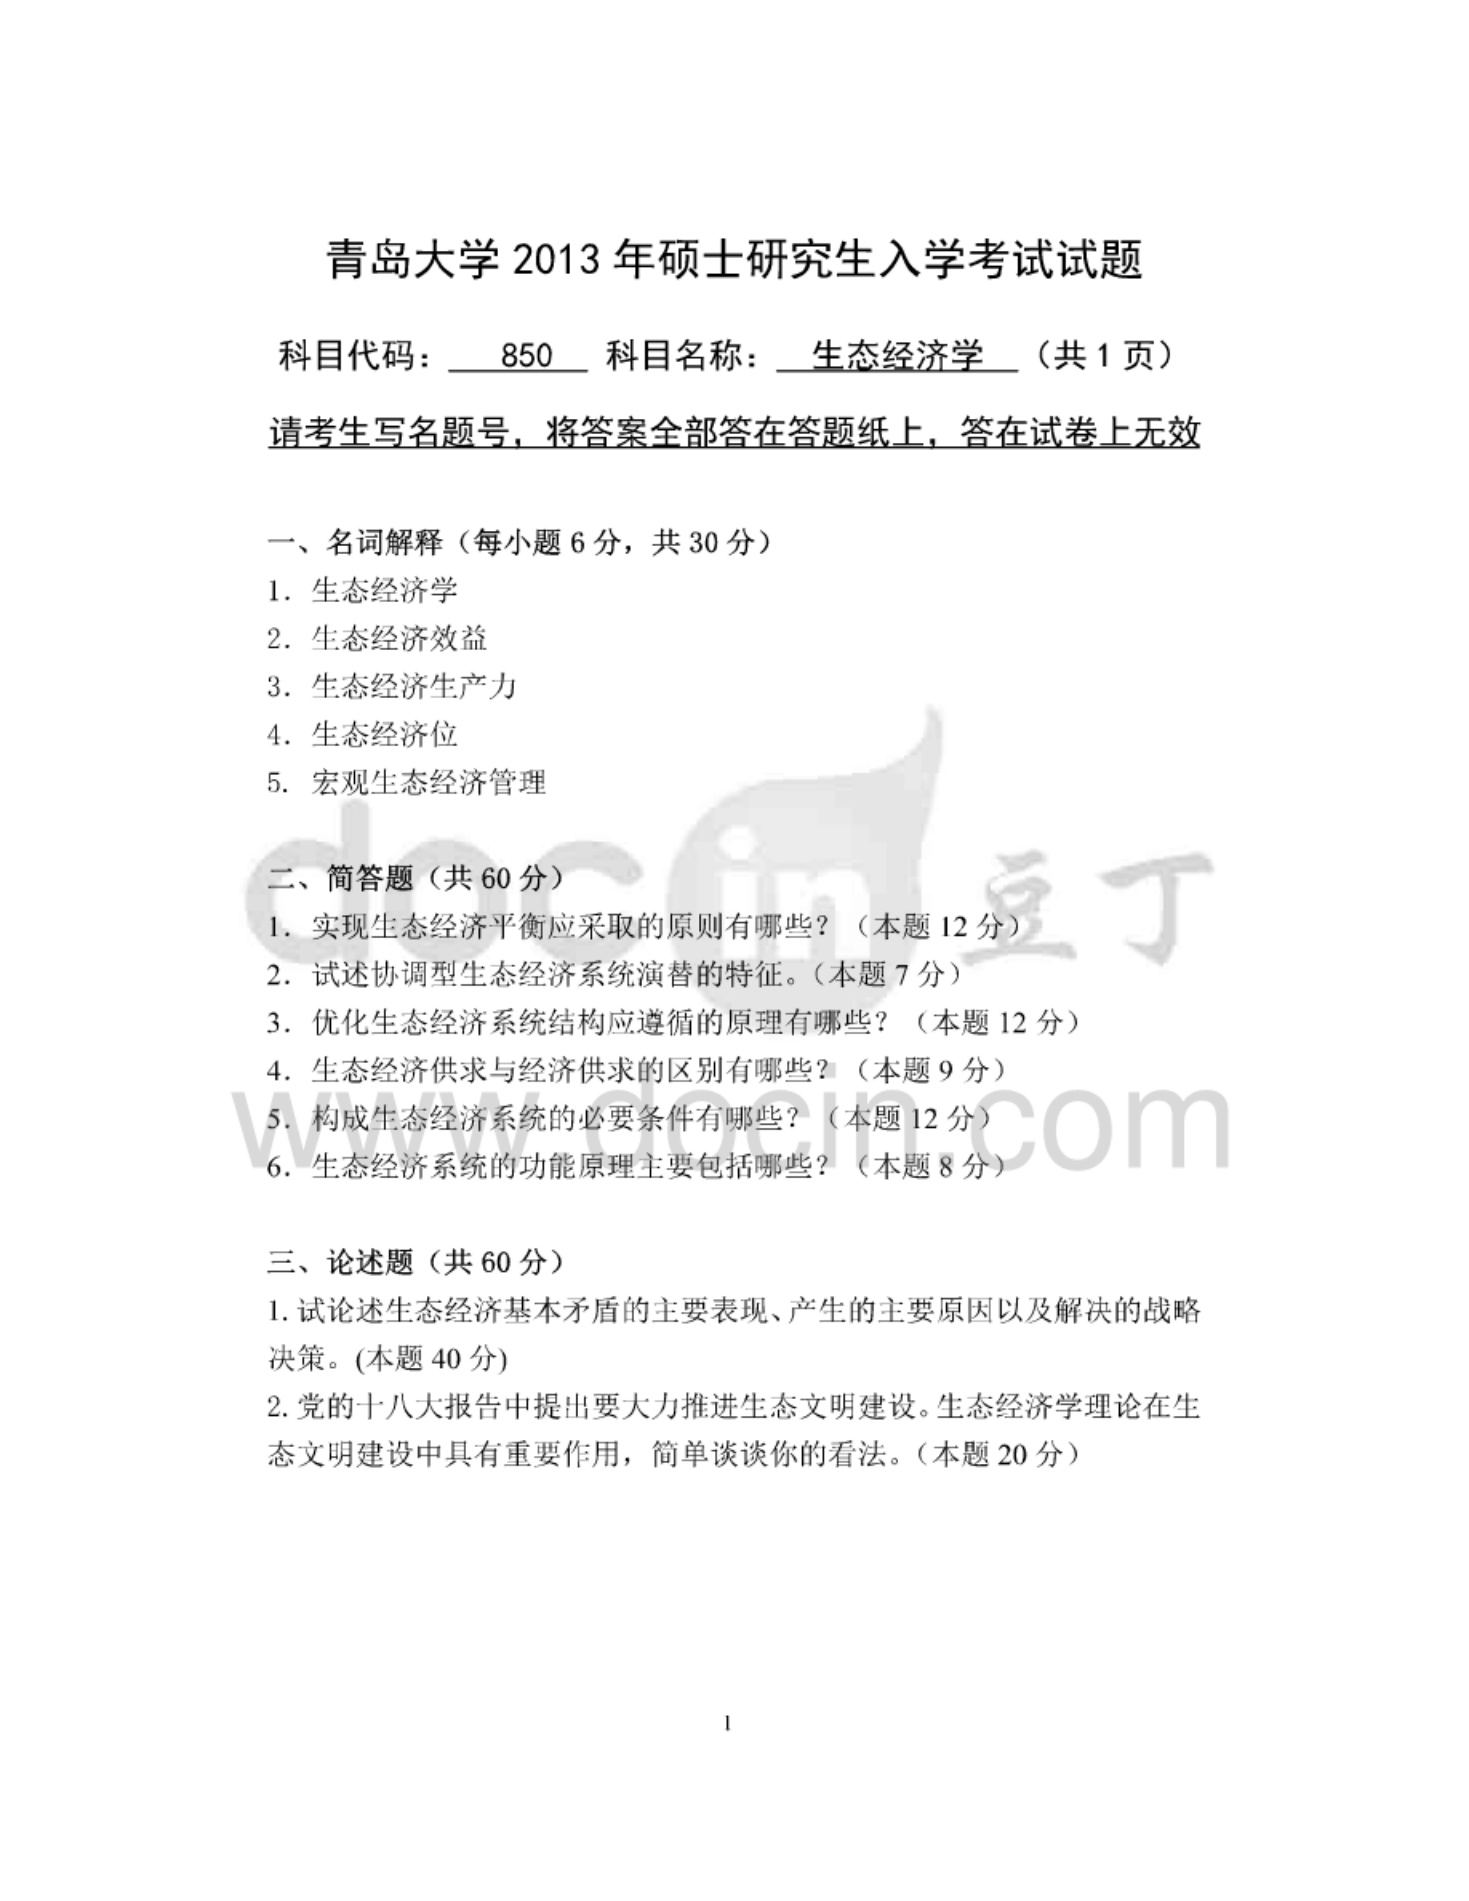 青岛大学 2013 年硕士研究生入学考试试题
科目代码： 850 科目名称： 生态经济学 （共 1 页）
请考生写名题号，将答案全部答在答题纸上，答在试卷上无效
一、名词解释（每小题 6 分，共 30 分）
1．生态经济学
2．生态经济效益
3．生态经济生产力
4．生态经济位
5. 宏观生态经济管理
二、简答题（共 60 分）
1．实现生态经济平衡应采取的原则有哪些？（本题 12 分）
2．试述协调型生态经济系统演替的特征。（本题 7 分）
3．优化生态经济系统结构应遵循的原理有哪些？（本题 12 分）
4．生态经济供求与经济供求的区别有哪些？（本题 9 分）
5．构成生态经济系统的必要条件有哪些？（本题 12 分）
6．生态经济系统的功能原理主要包括哪些？（本题 8 分）
三、论述题（共 60 分）
1. 试论述生态经济基本矛盾的主要表现、产生的主要原因以及解决的战略
决策。(本题 40 分)
2. 党的十八大报告中提出要大力推进生态文明建设。生态经济学理论在生
态文明建设中具有重要作用，简单谈谈你的看法。（本题 20 分）
1
docin 豆丁
www.docin.com